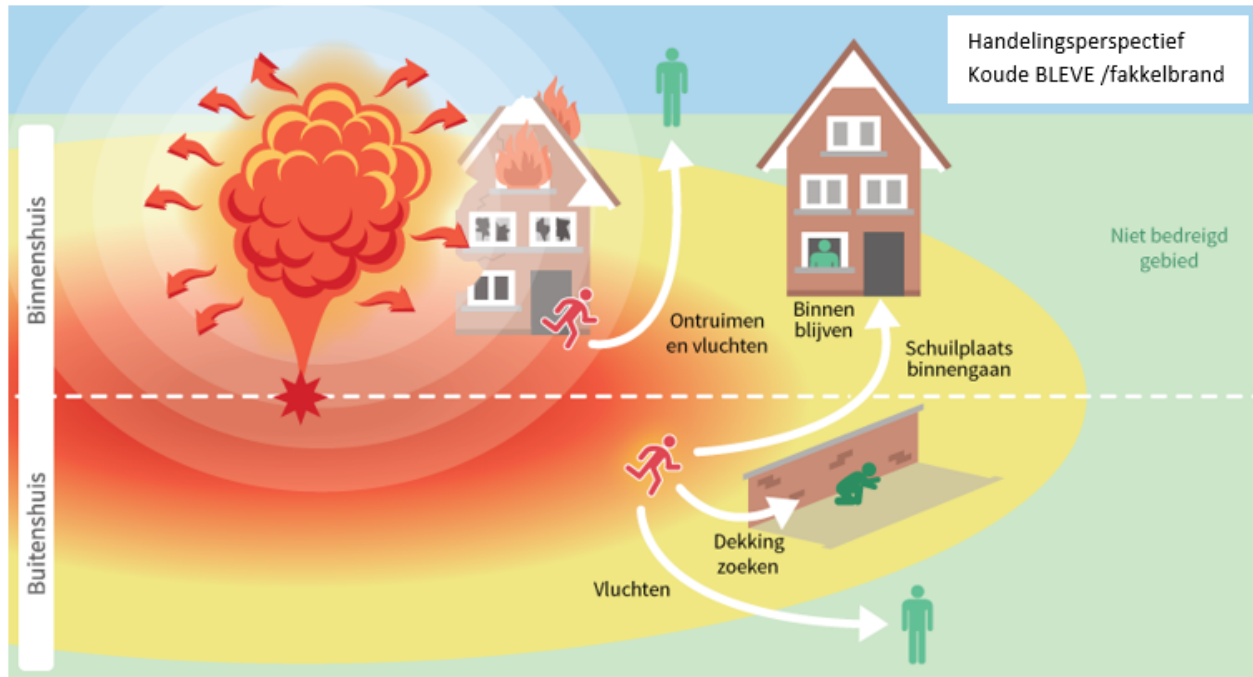 Handelingsperspectief
Koude BLEVE /fakkelbrand
Binnenshuis
Niet bedreigd
gebied
Ontruimen
en vluchten
Binnen
blijven
Schuilplaats
binnengaan
Buitenshuis
Dekking
zoeken
Vluchten